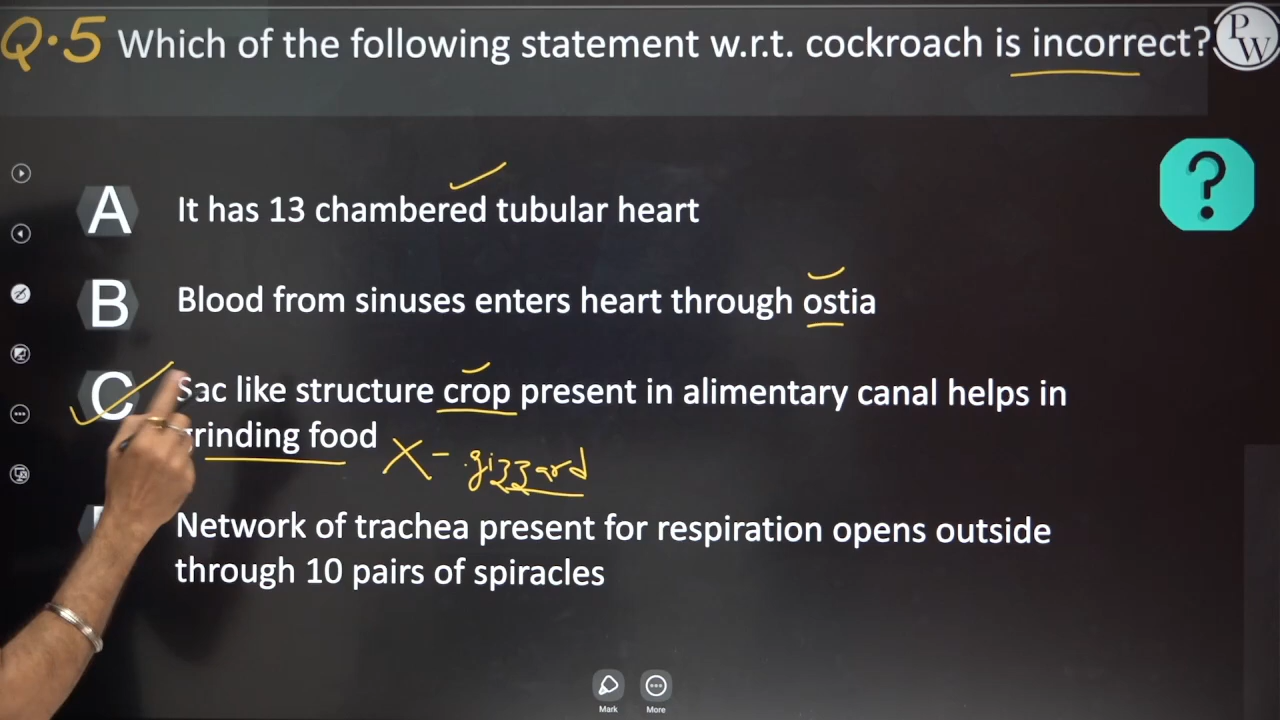 Q.5 Which of the following statement w.r.t. cockroach is incorrect?
PW
A It has 13 chambered tubular heart
B Blood from sinuses enters heart through ostia
C Sac like structure crop present in alimentary canal helps in
grinding food X- gizzard
Network of trachea present for respiration opens outside
through 10 pairs of spiracles
?
Mark More